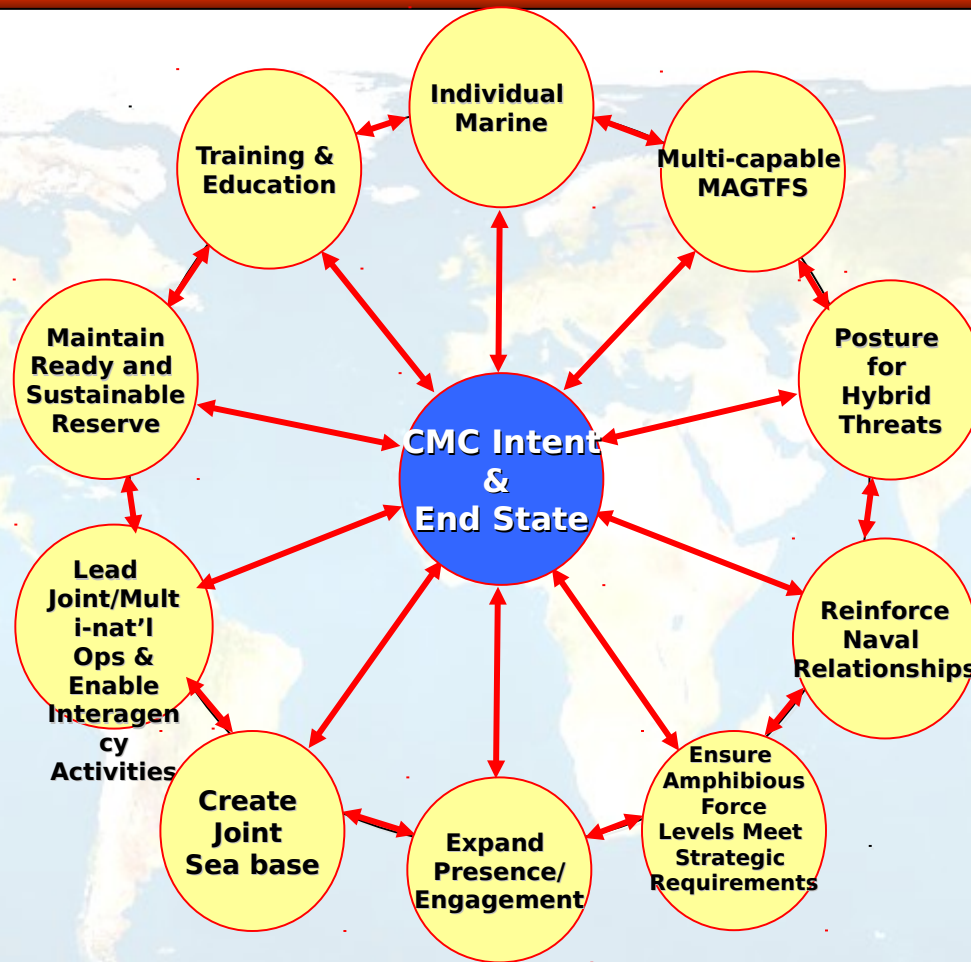 Individual
Marine
Training &
Education
Multi-capable
MAGTFS
Maintain
Ready and
Sustainable
Reserve
Posture
for
Hybrid
Threats
CMC Intent
&
End State
Lead
Joint/Mult
i-nat’l
Ops &
Enable
Interagen
cy
Activities
Reinforce
Naval
Relationships
Create
Joint
Sea base
Expand
Presence/
Engagement
Ensure
Amphibious
Force
Levels Meet
Strategic
Requirements